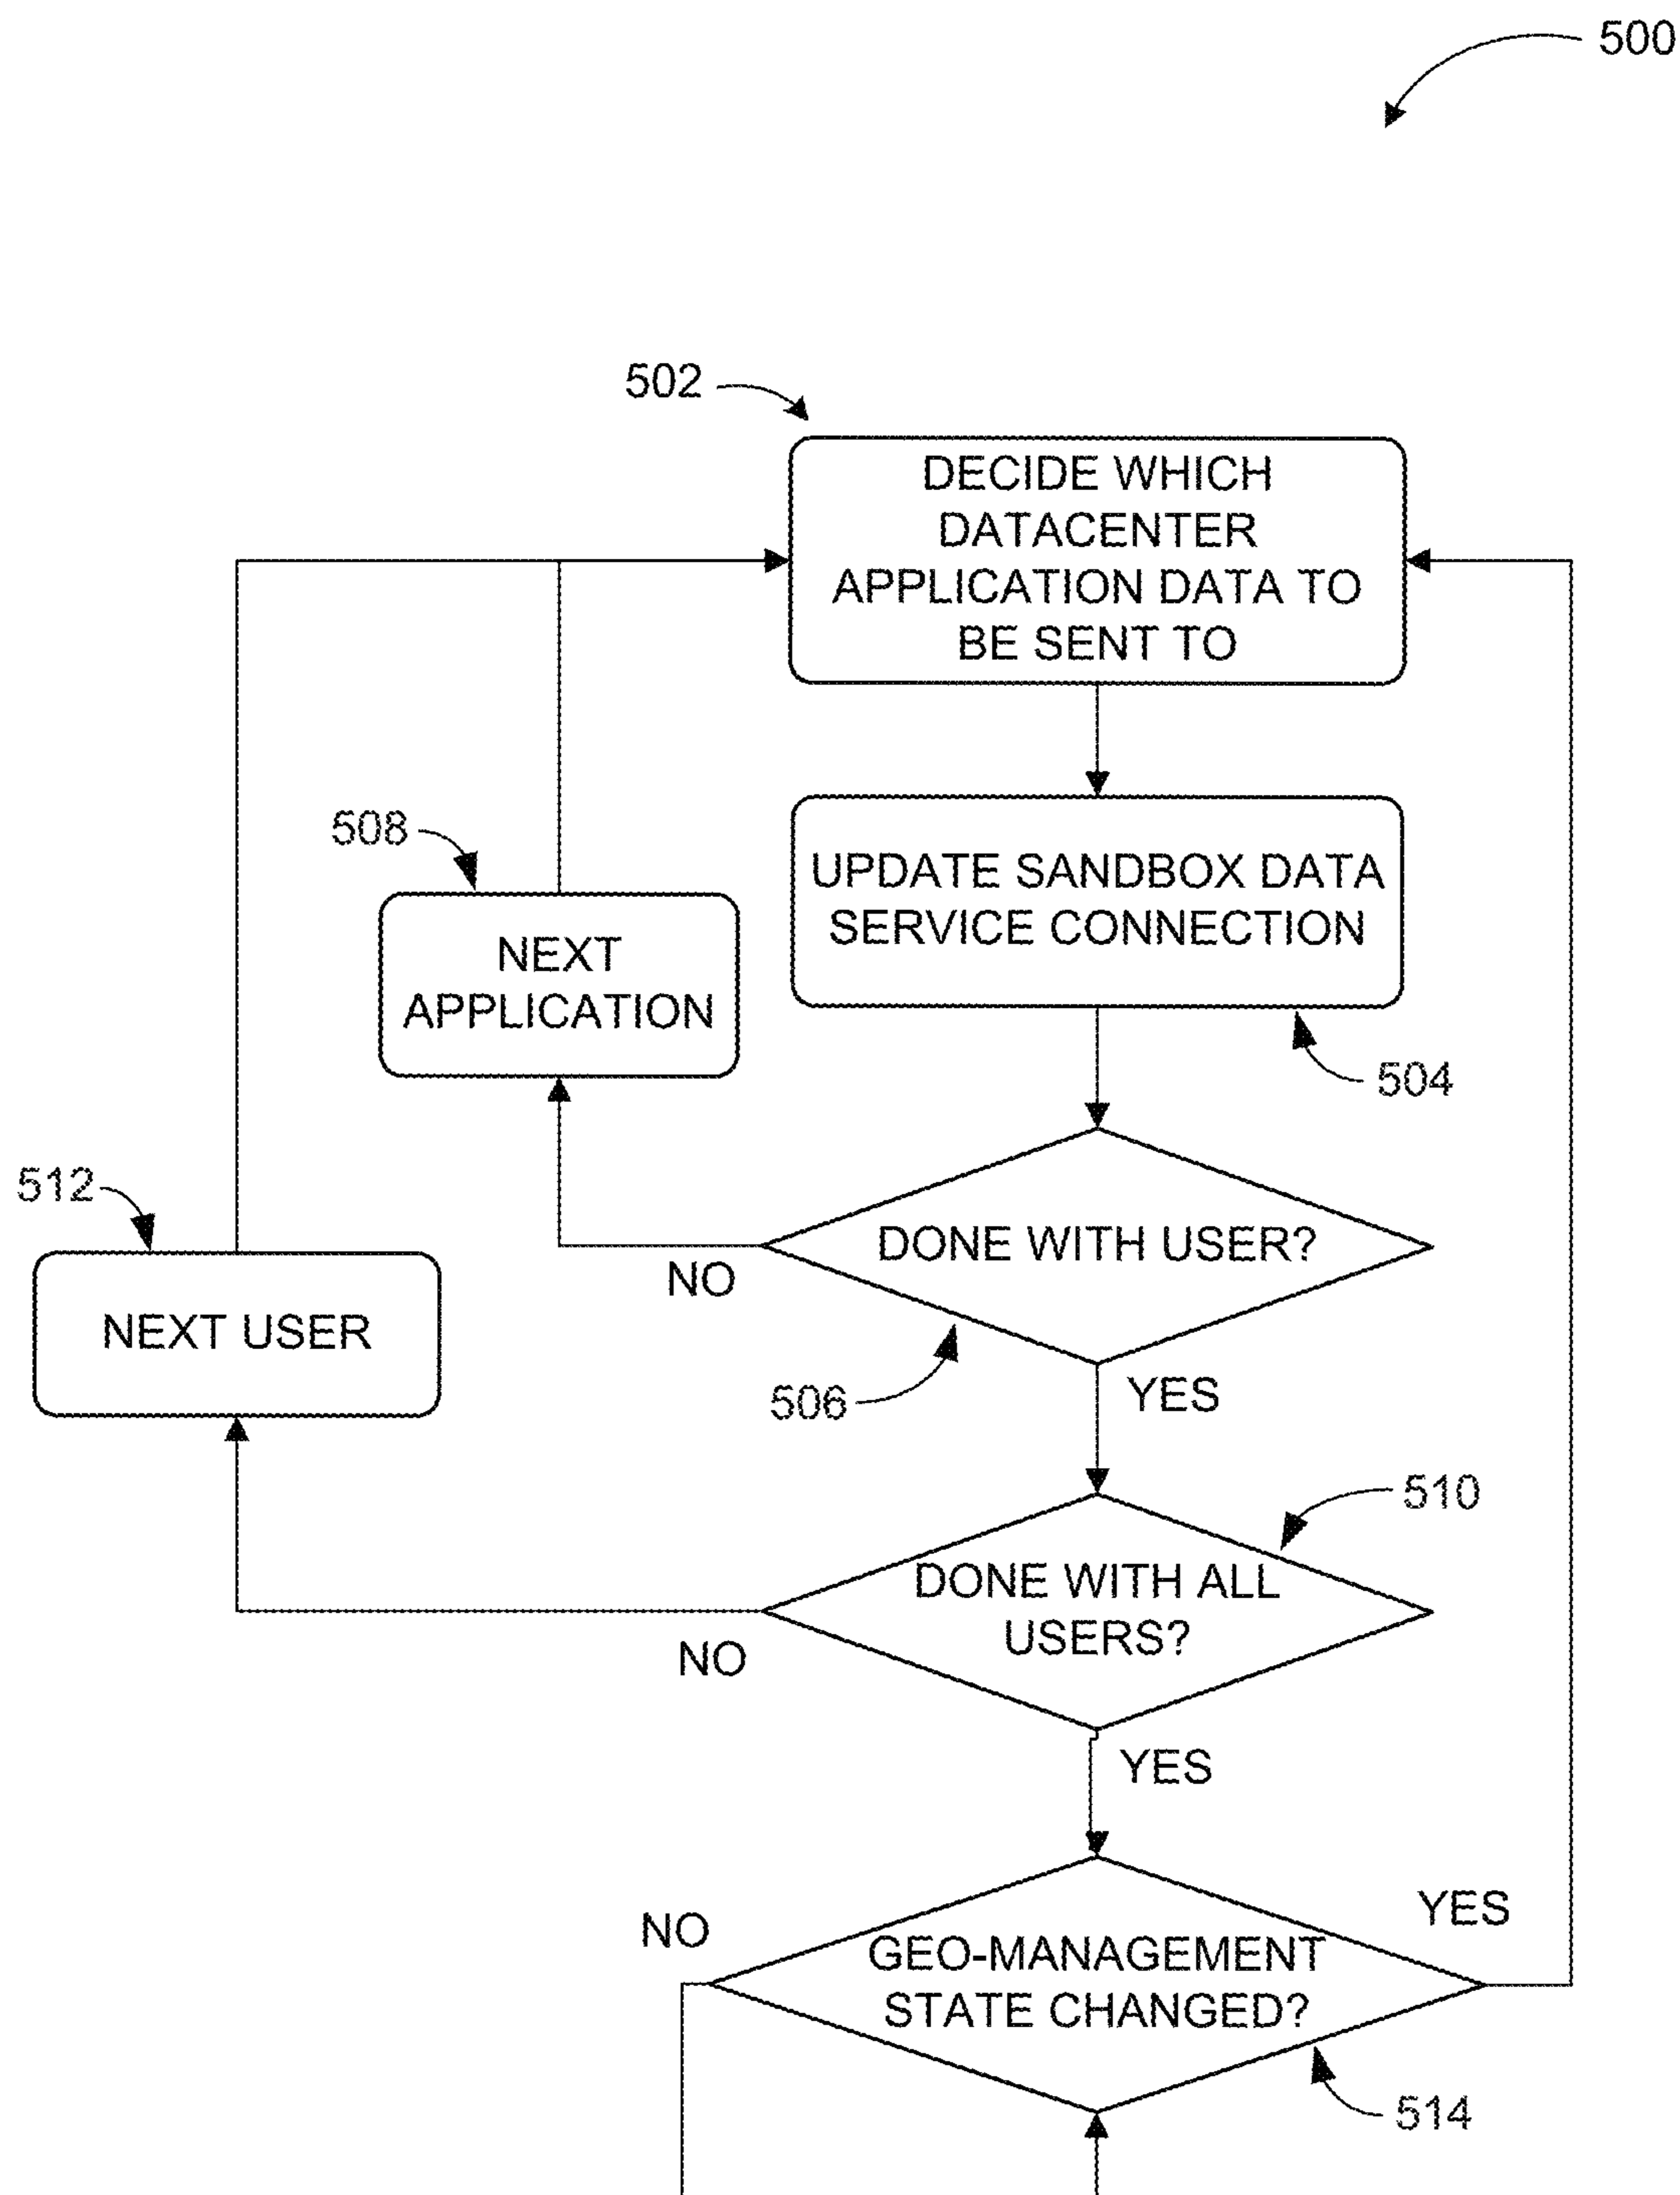 500
502
DECIDE WHICH
DATACENTER
APPLICATION DATA TO
BE SENT TO
508
UPDATE SANDBOX DATA
SERVICE CONNECTION
NEXT
APPLICATION
504
512
DONE WITH USER?
NO
NEXT USER
506
YES
510
DONE WITH ALL
USERS?
NO
YES
NO
YES
GEO-MANAGEMENT
STATE CHANGED?
514